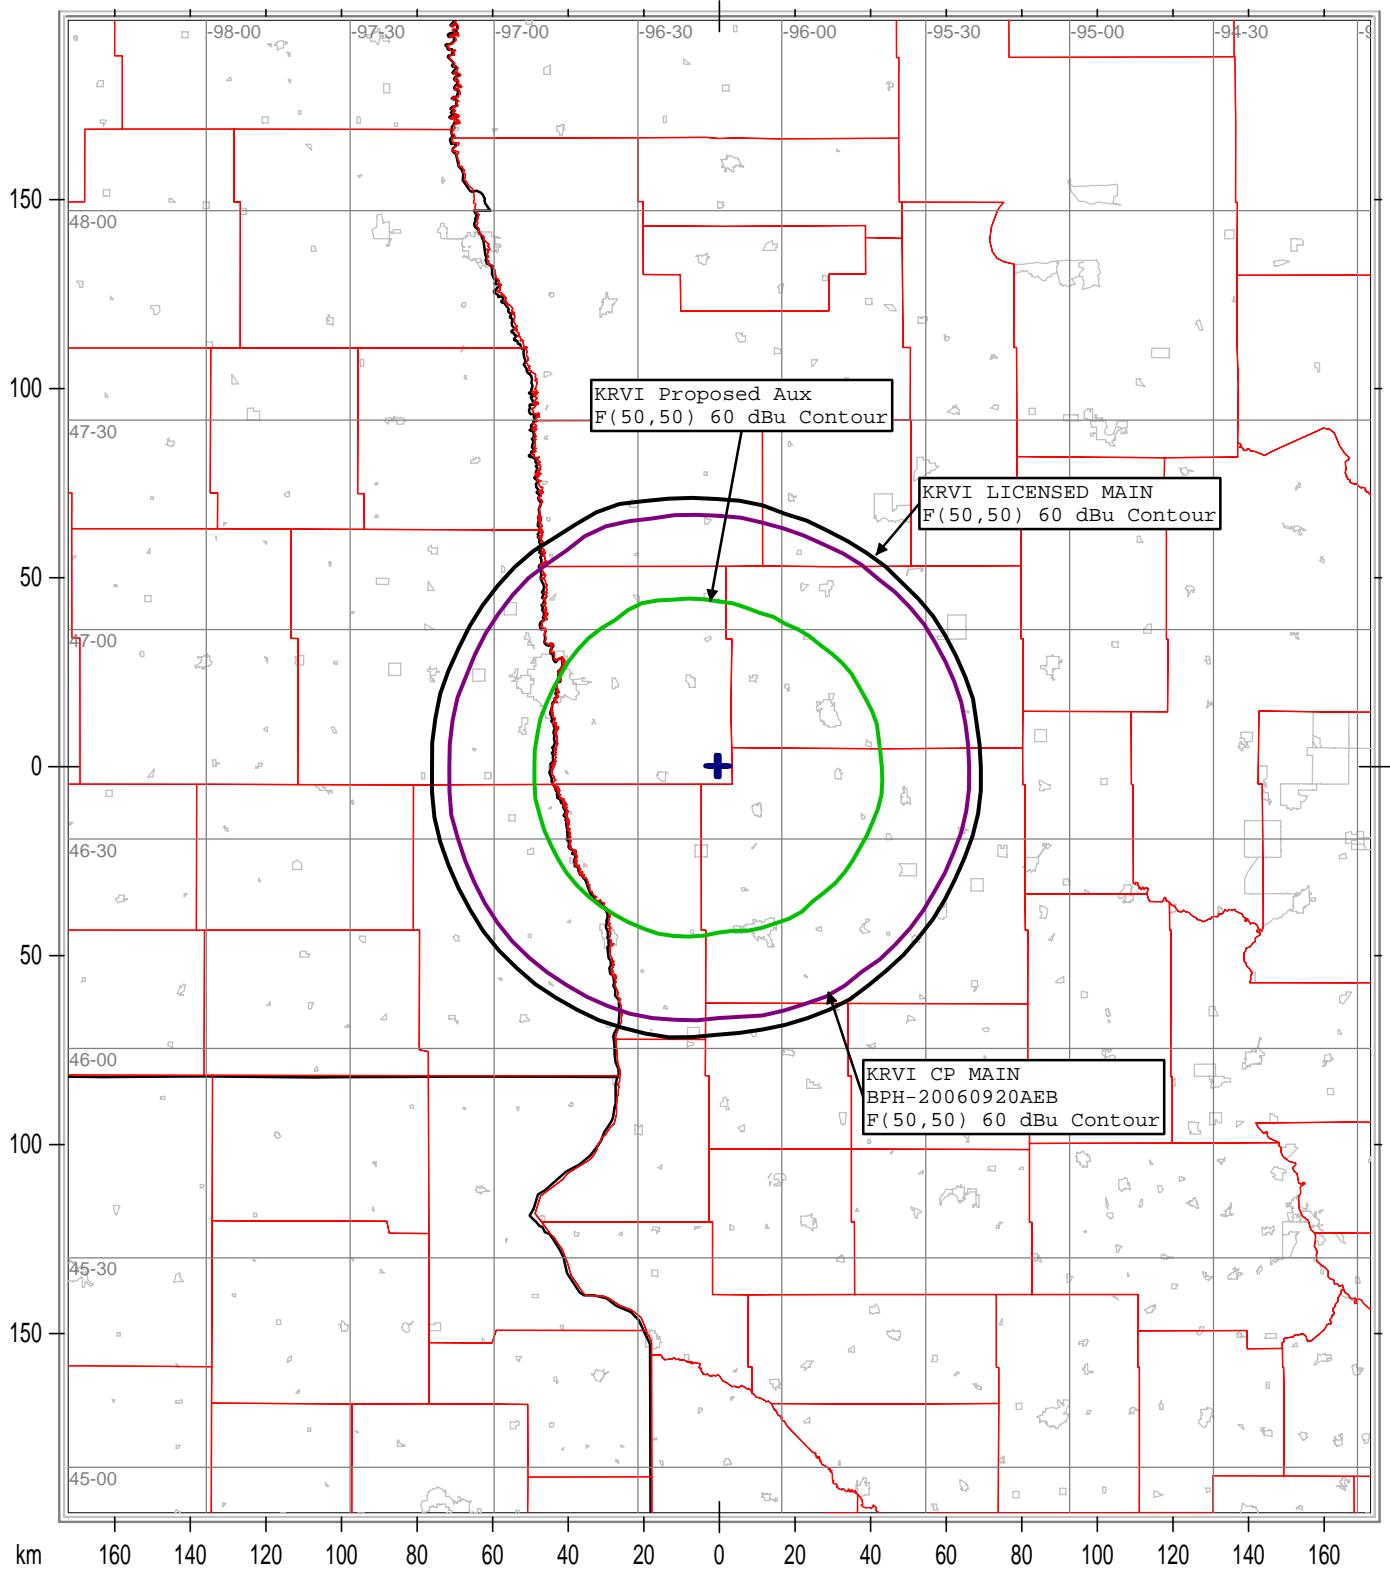 -98-00 -97-30 -97-00 -96-30 -96-00 -95-30 -95-00 -94-30
150
48-00
100
KRVI Proposed Aux
F(50,50) 60 dBu Contour
47-30
KRVI LICENSED MAIN
F(50,50) 60 dBu Contour
50
47-00
0
46-30
50
46-00
KRVI CP MAIN
BPH-20060920AEB
F(50,50) 60 dBu Contour
100
45-30
150
45-00
km 160 140 120 100 80 60 40 20 0 20 40 60 80 100 120 140 160